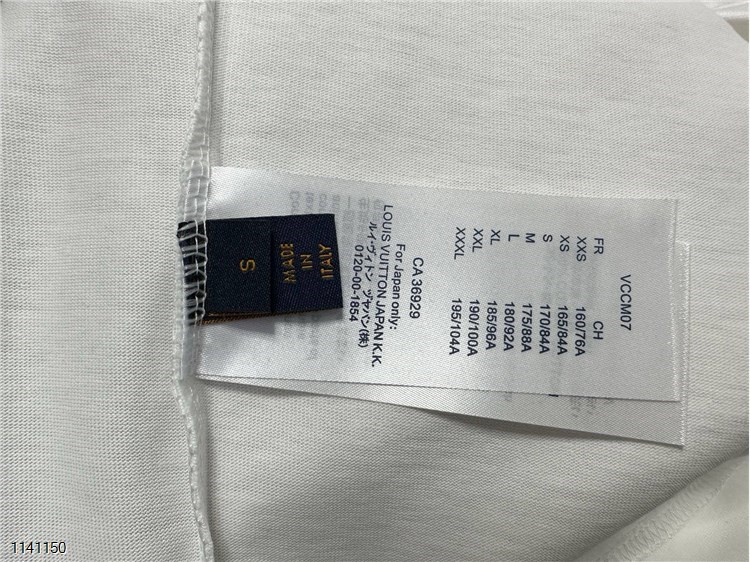 S
MADE
IN
ITALY
VCCM07
FR CH
XXS 160/76A
XS 165/84A
S 170/84A
M 175/88A
L 180/92A
XL 185/96A
XXL 190/100A
XXXL 195/104A
CA36929
For Japan only:
LOUIS VUITTON JAPAN K.K.
ルイ・ヴィトン ジャパン(株)
0120-00-1854
1141150